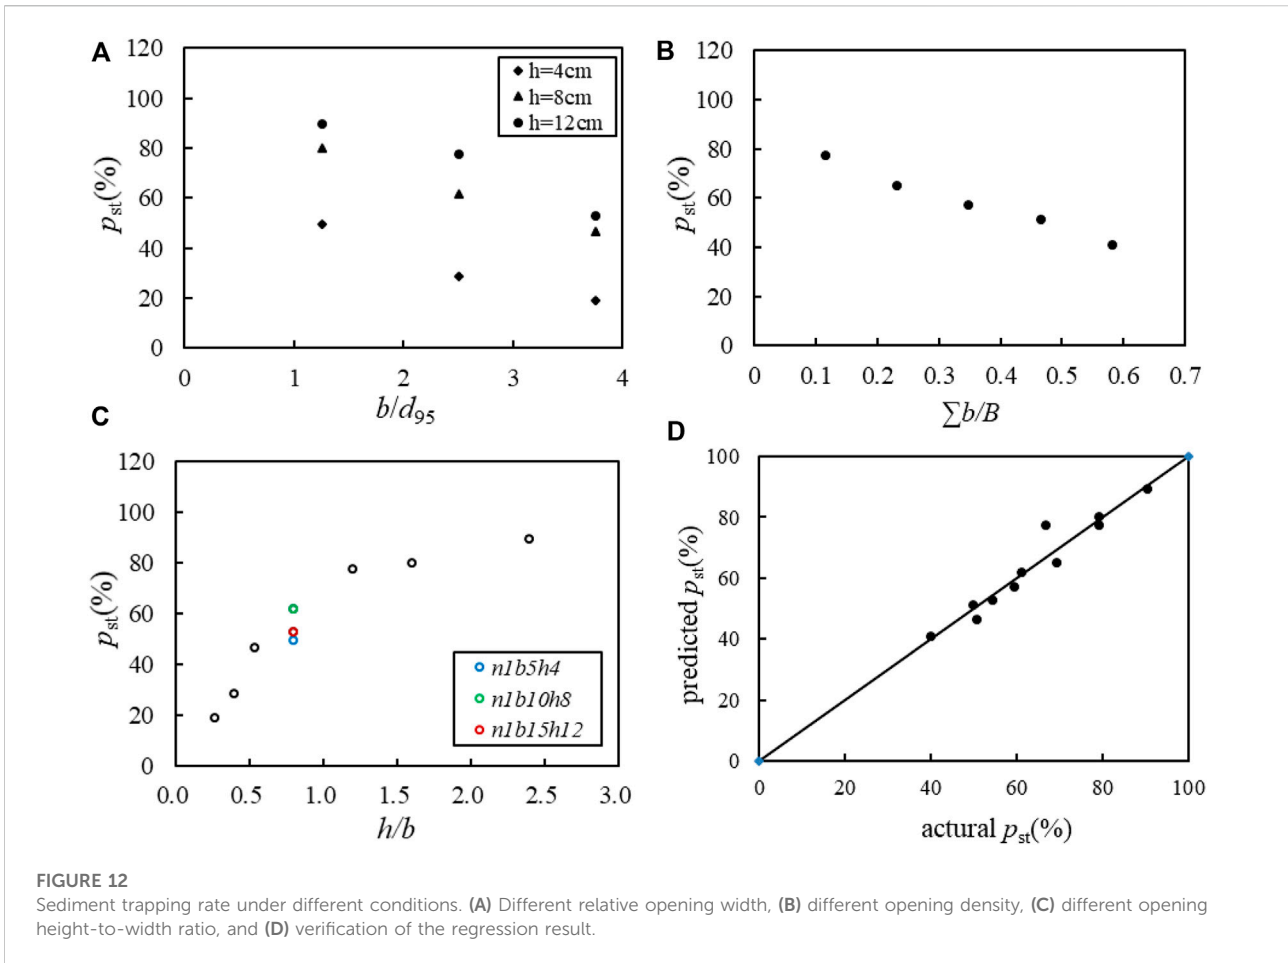 A
120
100
80
60
40
20
0
p_st(%)
h=4cm
h=8cm
h=12cm
0 1 2 3 4
b/d_95
B
120
100
80
60
40
20
0
p_st(%)
0 0.1 0.2 0.3 0.4 0.5 0.6 0.7
∑b/B
C
120
100
80
60
40
20
0
p_st(%)
n1b5h4
n1b10h8
n1b15h12
0.0 0.5 1.0 1.5 2.0 2.5 3.0
h/b
D
100
80
60
40
20
0
predicted p_st(%)
0 20 40 60 80 100
actural p_st(%)
FIGURE 12
Sediment trapping rate under different conditions. (A) Different relative opening width, (B) different opening density, (C) different opening
height-to-width ratio, and (D) verification of the regression result.